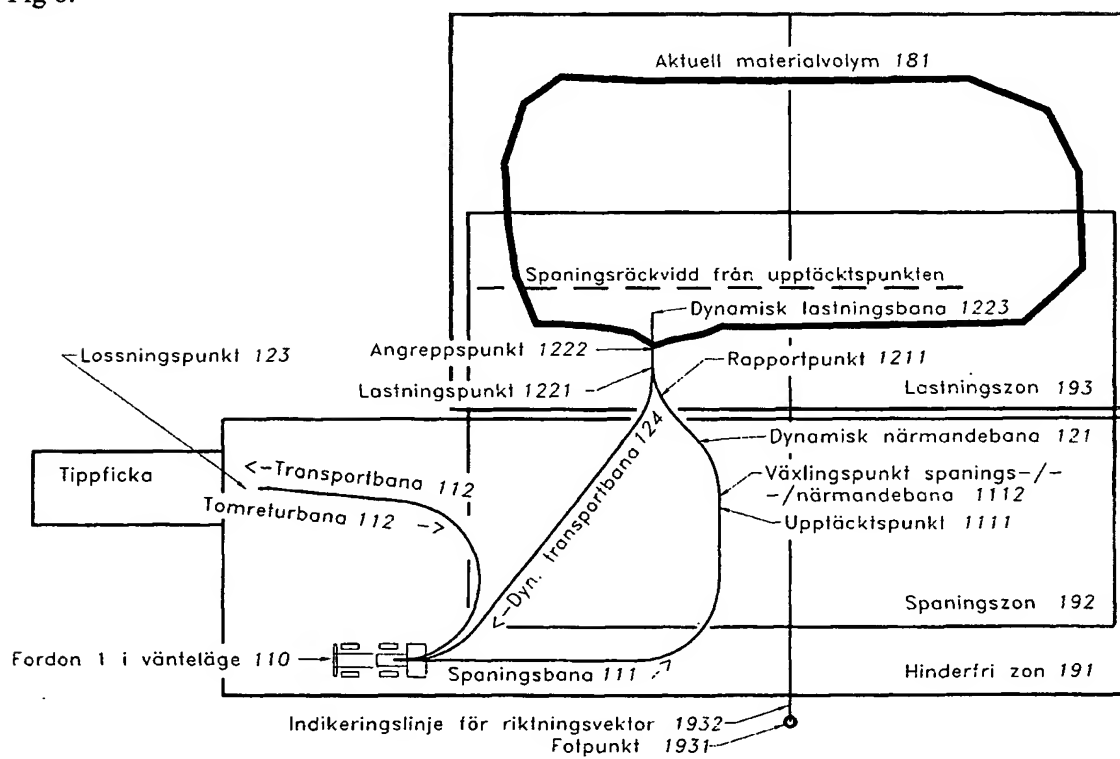 Fig 6.
Aktuell materialvolym 181
Spaningsräckvidd från upptäcktspunkten
Dynamisk lastningsbana 1223
Angreppspunkt 1222
Rapportpunkt 1211
Lossningspunkt 123
Lastningspunkt 1221
Lastningszon 193
Dynamisk närmandebana 121
Tippficka
<-Transportbana 112
Växlingspunkt spanings-/-
-/närmandebana 1112
Tomreturbana 112 ->
Upptäcktspunkt 1111
<-Dyn. transportbana 124
Spaningszon 192
Fordon 1 i vänteläge 110
Spaningsbana 111 ->
Hinderfri zon 191
Indikeringslinje för riktningsvektor 1932
Fotpunkt 1931